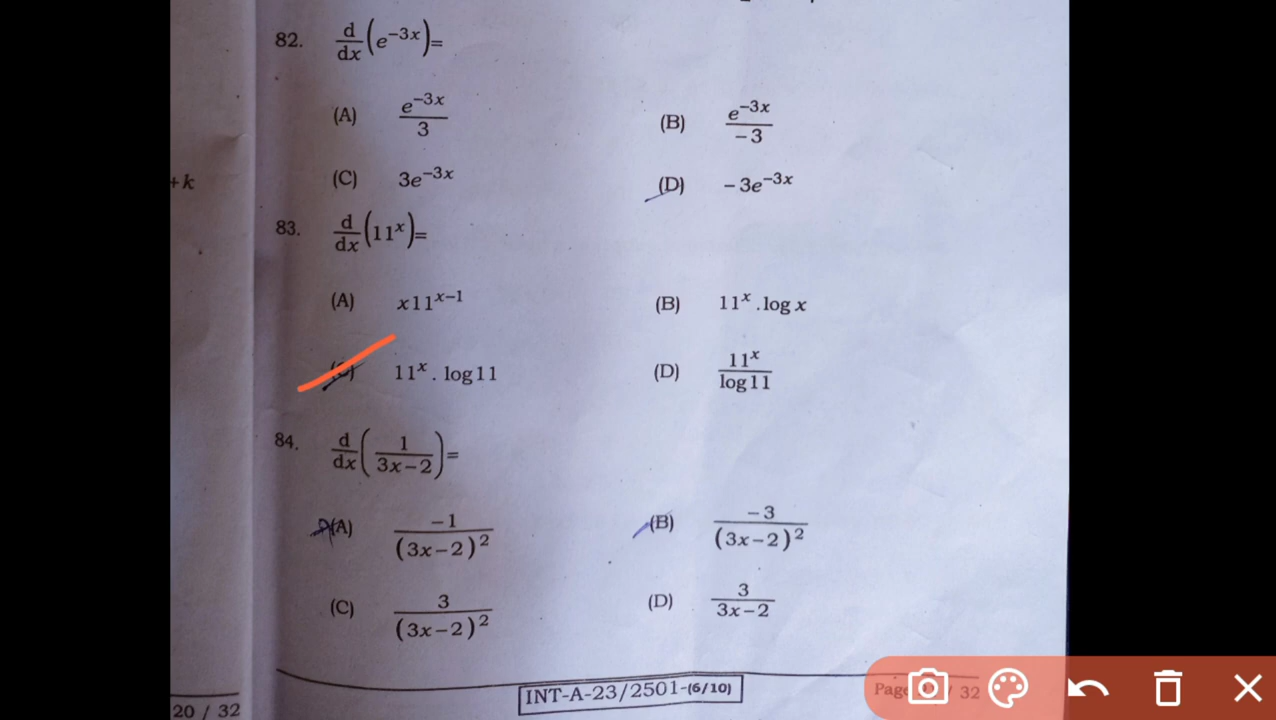 82. d/dx (e^{-3x}) =
(A) e^{-3x}/3 (B) e^{-3x}/-3
(C) 3e^{-3x} (D) -3e^{-3x}
+k
83. d/dx (11^x) =
(A) x11^{x-1} (B) 11^x . log x
(C) 11^x . log 11 (D) 11^x/log 11
84. d/dx (1/3x-2) =
(A) -1/(3x-2)^2 (B) -3/(3x-2)^2
(C) 3/(3x-2)^2 (D) 3/3x-2
INT-A-23/2501-(6/10) Page / 32
20 / 32